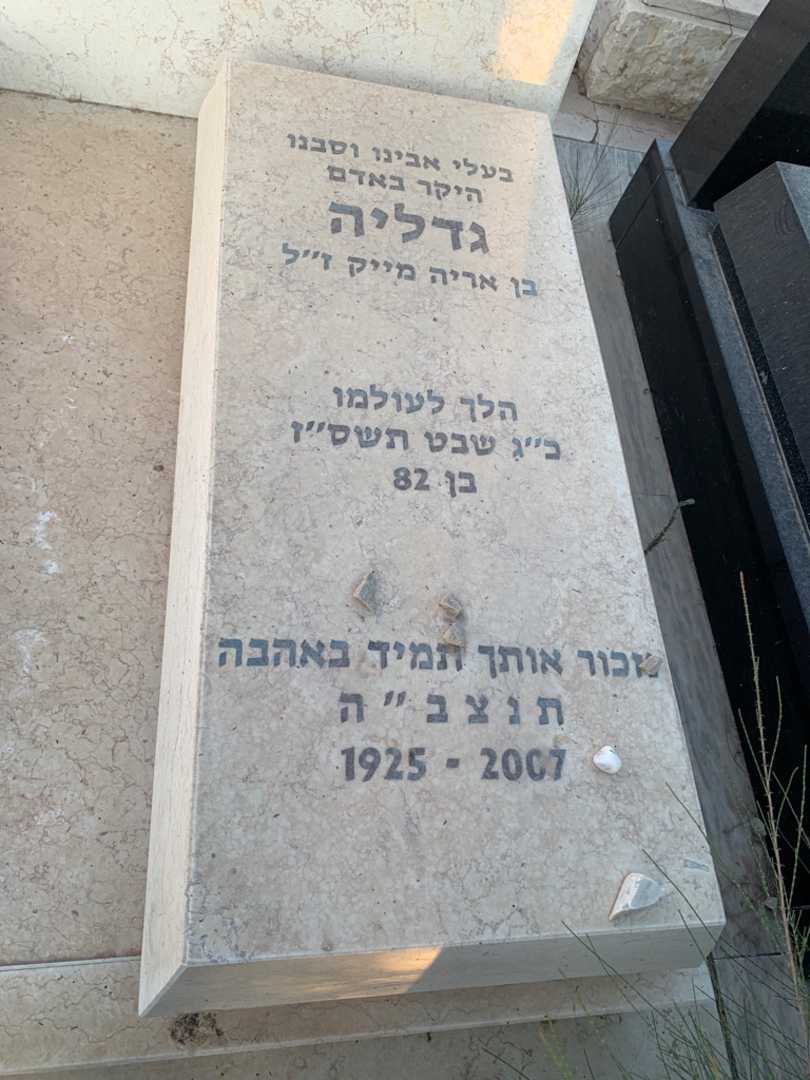 בעלי אבינו וסבנו
היקר באדם
גדליה
בן אריה מייק ז״ל
הלך לעולמו
כ״ג שבט תשס״ז
בן 82
אותך תמיד באהבה
ת נ צ ב ״ ה
1925 - 2007